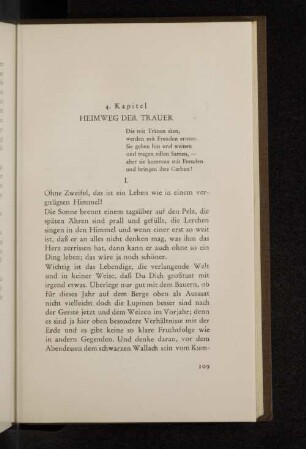 4. Kapitel
HEIMWEG DER TRAUER
Die mit Tränen säen,
werden mit Freuden ernten.
Sie gehen hin und weinen
und tragen edlen Samen, —
aber sie kommen mit Freuden
und bringen ihre Garben!
I.
Ohne Zweifel, das ist ein Leben wie in einem ver-
gnügten Himmel!
Die Sonne brennt einem tagsüber auf den Pelz, die
späten Ähren sind prall und gefüllt, die Lerchen
singen in den Himmel und wenn einer erst so weit
ist, daß er an alles nicht denken mag, was ihm das
Herz zerrissen hat, dann kann er auch ohne so ein
Ding leben; das wäre ja noch schöner.
Wichtig ist das Lebendige, die verlangende Welt
und in keiner Weise, daß Du Dich großtust mit
irgend etwas. Überlege nur gut mit dem Bauern, ob
für dieses Jahr auf dem Berge oben als Aussaat
nicht vielleicht doch die Lupinen besser sind nach
der Gerste jetzt und dem Weizen im Vorjahr; denn
es sind ja hier oben besondere Verhältnisse mit der
Erde und es gibt keine so klare Fruchtfolge wie
in andern Gegenden. Und denke daran, vor dem
Abendessen dem schwarzen Wallach sein vom Kum-
109